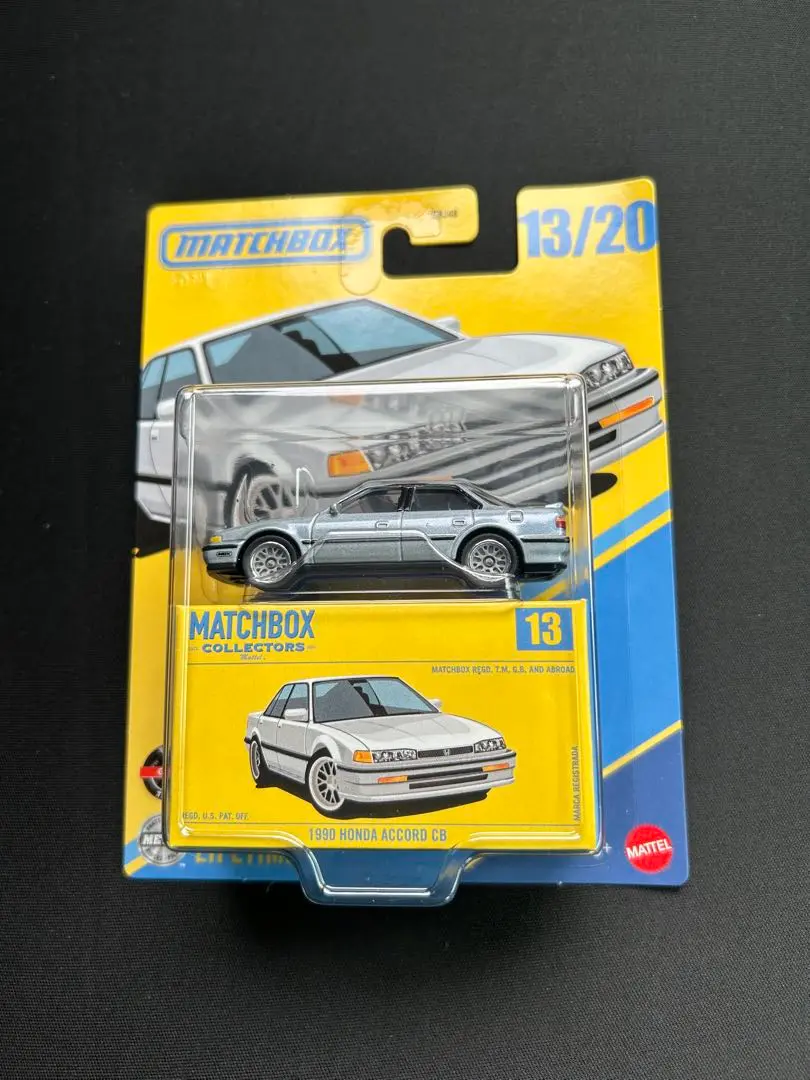 MATCHBOX
13/20
MATCHBOX
COLLECTORS
Mattel
13
MATCHBOX REGD. T.M. G.B. AND ABROAD
MARCA REGISTRADA
REGD. U.S. PAT. OFF.
1990 HONDA ACCORD CB
MATTEL